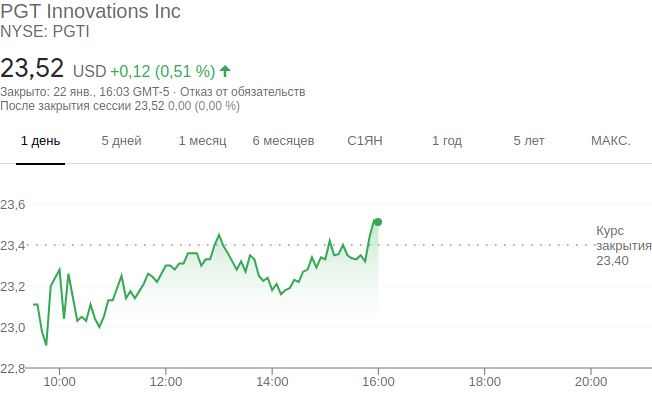 PGT Innovations Inc
NYSE: PGTI
23,52 USD +0,12 (0,51 %)
Закрыто: 22 янв., 16:03 GMT-5 · Отказ от обязательств
После закрытия сессии 23,52 0,00 (0,00 %)
1 день 5 дней 1 месяц 6 месяцев С1ЯН 1 год 5 лет МАКС.
23,6
23,4
23,2
23,0
22,8
Курс
закрытия
23,40
10:00 12:00 14:00 16:00 18:00 20:00